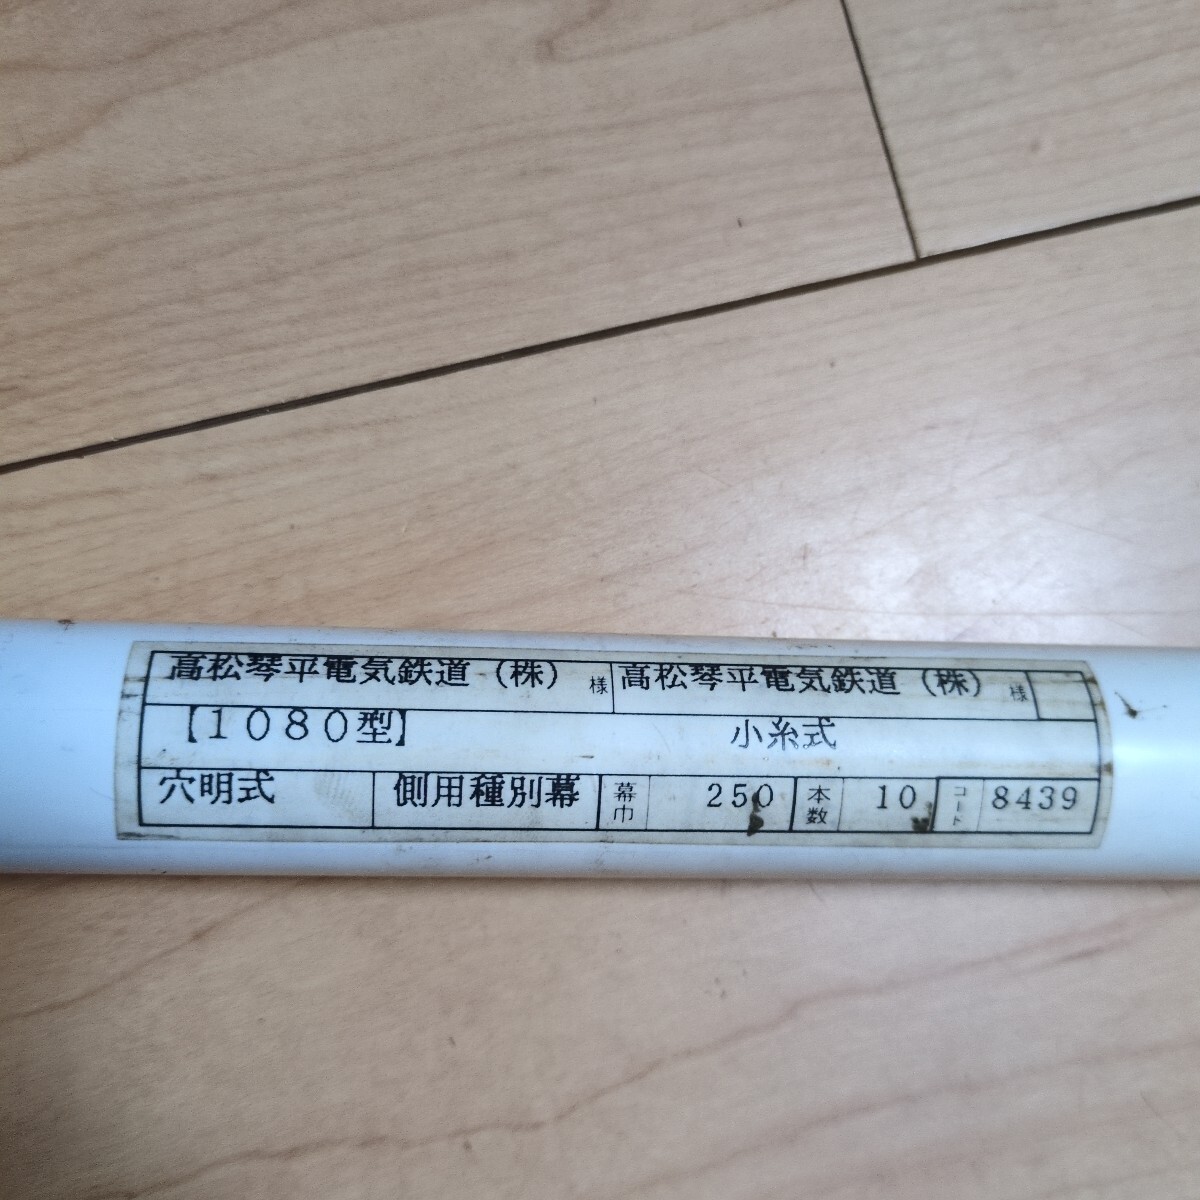 高松琴平電気鉄道（株） 様 高松琴平電気鉄道（株） 様
【１０８０型】 小糸式
穴明式 側用種別幕 幕巾 250 本数 10 コード 8439